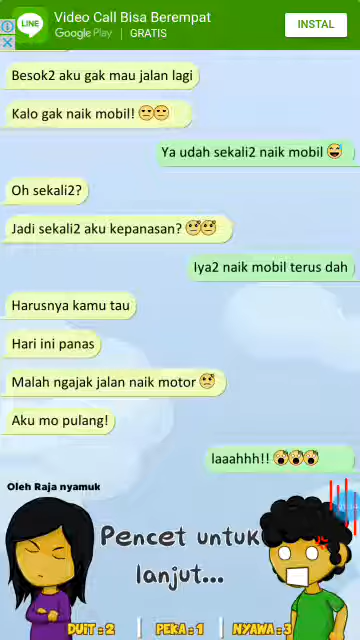 LINE
Video Call Bisa Berempat
Google Play | GRATIS
INSTAL
Besok2 aku gak mau jalan lagi
Kalo gak naik mobil! 😒😒
Ya udah sekali2 naik mobil 😅
Oh sekali2?
Jadi sekali2 aku kepanasan? 😠😠
Iya2 naik mobil terus dah
Harusnya kamu tau
Hari ini panas
Malah ngajak jalan naik motor 😠
Aku mo pulang!
laaahhh!! 😱😱😱
Oleh Raja nyamuk
Pencet untuk
lanjut...
DUIT : 2 | PEKA : 1 | NYAWA : 3